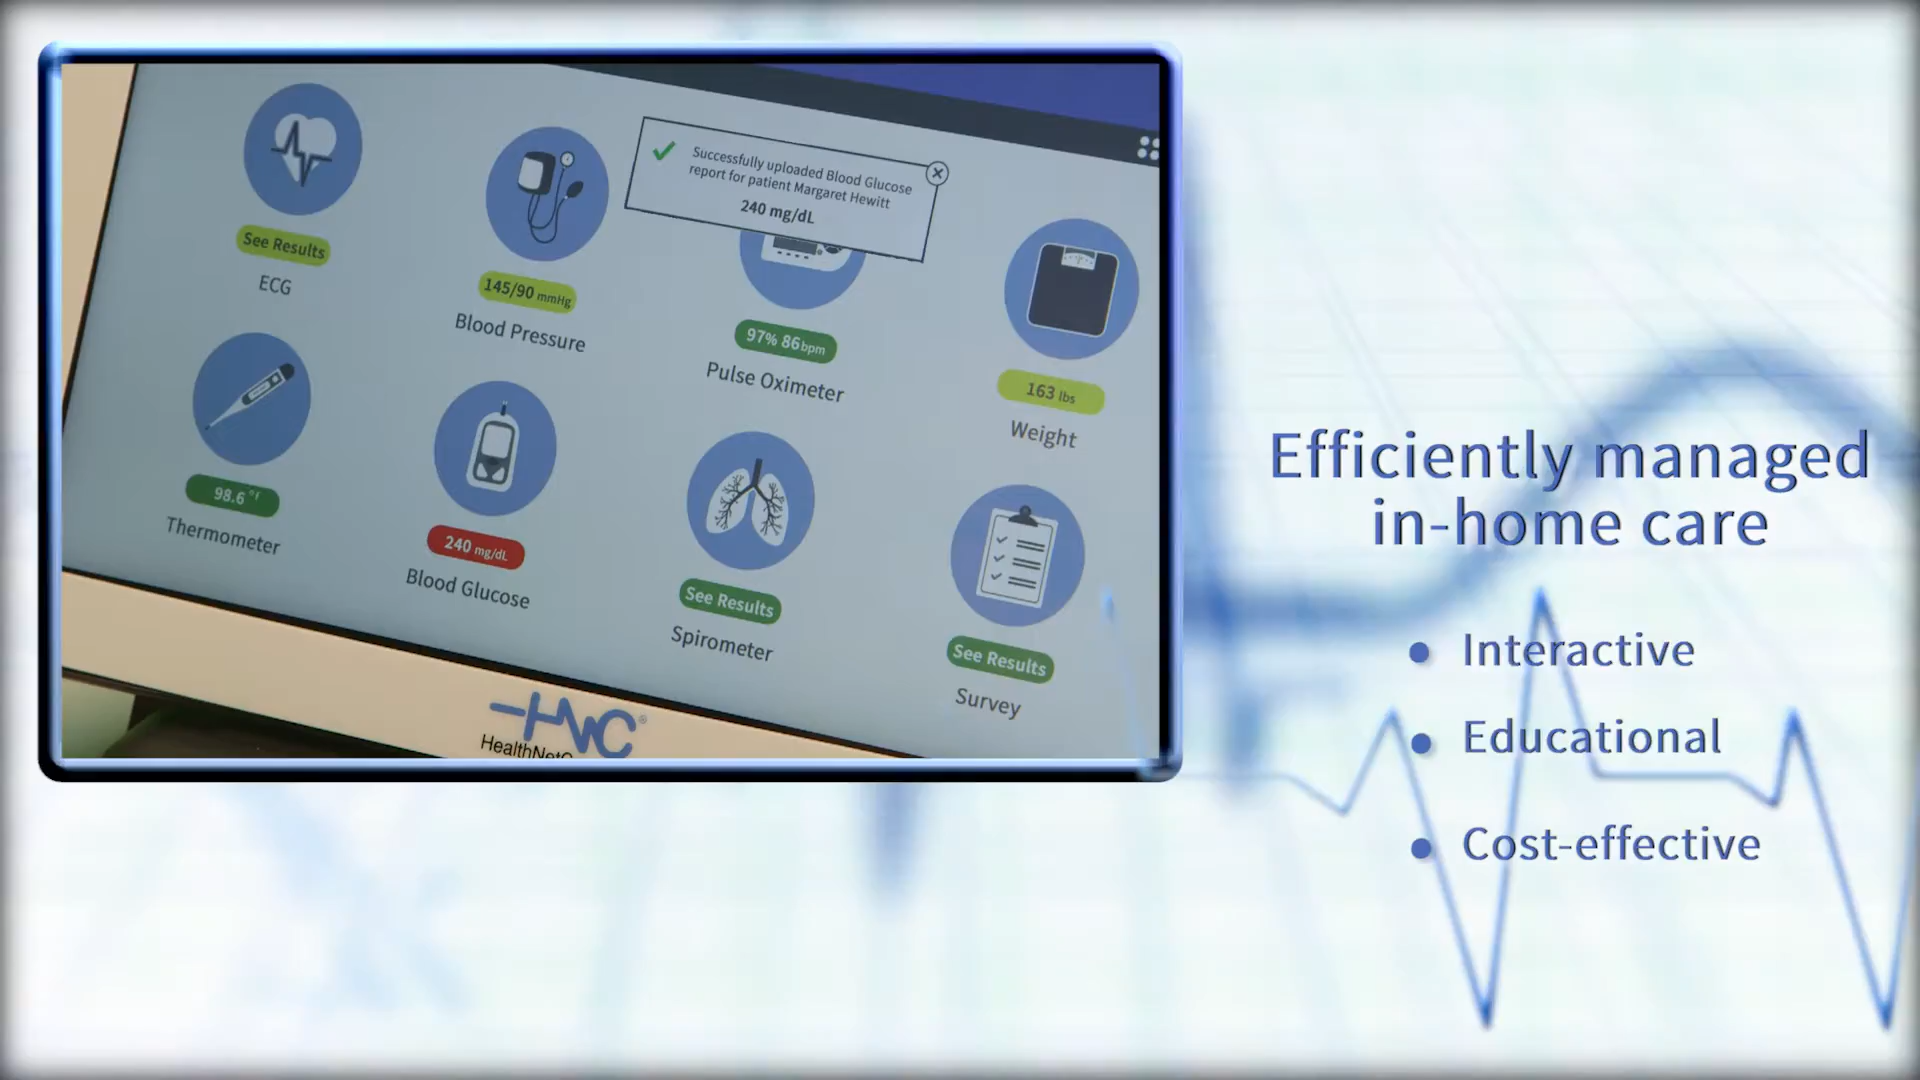 Successfully uploaded Blood Glucose
report for patient Margaret Hewitt
240 mg/dL
See Results
ECG
145/90 mmHg
Blood Pressure
97% 86 bpm
Pulse Oximeter
163 lbs
Weight
98.6 °f
Thermometer
240 mg/dL
Blood Glucose
See Results
Spirometer
See Results
Survey
HNC®
Efficiently managed
in-home care
• Interactive
• Educational
• Cost-effective